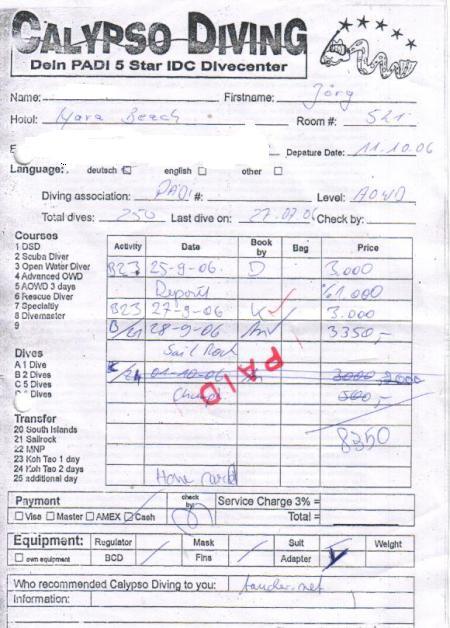 CALYPSO DIVING
Dein PADI 5 Star IDC Divecenter
Name: Firstname: Jörg
Hotel: Mara Beach Room #: 521
E Depature Date: 11.10.06
Language: deutsch english other
Diving association: PADI #: Level: AOWD
Total dives: 250 Last dive on: 27.07.06 Check by:
Courses
1 DSD
2 Scuba Diver
3 Open Water Diver
4 Advanced OWD
5 AOWD 3 days
6 Rescue Diver
7 Specialty
8 Divemaster
9
Dives
A 1 Dive
B 2 Dives
C 5 Dives
Dives
Transfer
20 South Islands
21 Sailrock
22 MNP
23 Koh Tao 1 day
24 Koh Tao 2 days
25 additional day
Activity Date Book by Bag Price
B23 25-9-06. D 3.000
Deposit %1.000
B23 27-9-06 K 3.000
B/21 28-9-06 3350,-
Sail Rock
/24 01-10-06 3000,
500,-
PAID
8350
Payment check by: Service Charge 3% =
Visa Master AMEX Cash Total =
Equipment: Regulator Mask Suit Weight
own equipment BCD Fins Adapter
Who recommended Calypso Diving to you: taucher.net
Information: